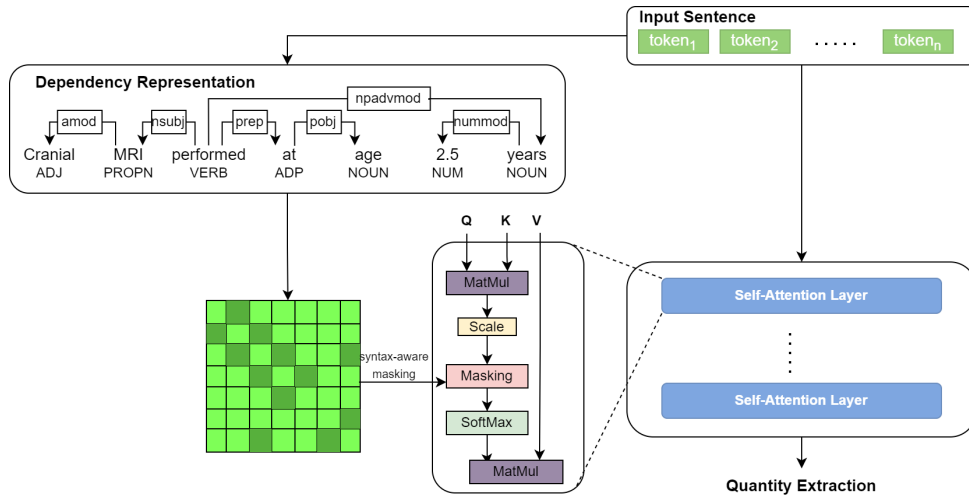 Input Sentence
token1 token2 ..... tokenn
Dependency Representation
npadvmod
amod nsubj prep pobj nummod
Cranial MRI performed at age 2.5 years
ADJ PROPN VERB ADP NOUN NUM NOUN
Q K V
MatMul
Scale
syntax-aware
masking
Masking
SoftMax
MatMul
Self-Attention Layer
Self-Attention Layer
Quantity Extraction